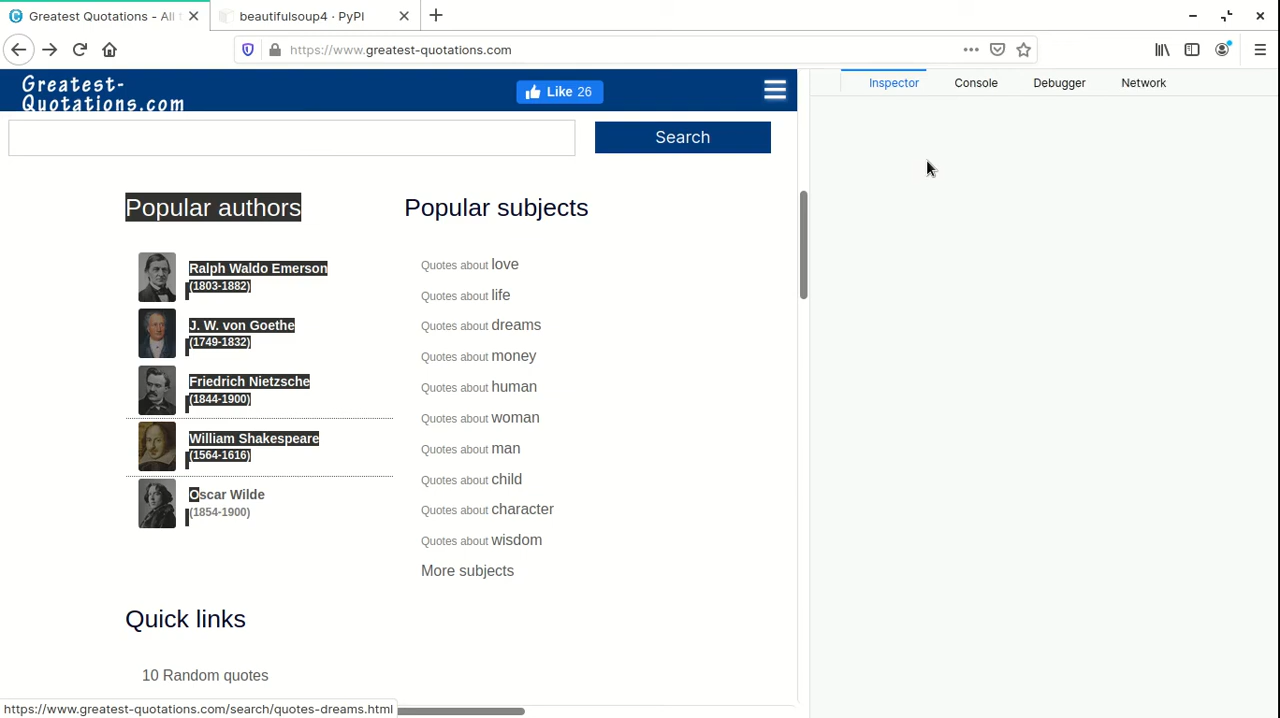 Greatest Quotations - All
beautifulsoup4 · PyPI
https://www.greatest-quotations.com
Greatest-
Quotations.com
Like 26
Search
Inspector
Console
Debugger
Network
Popular authors
Ralph Waldo Emerson
(1803-1882)
J. W. von Goethe
(1749-1832)
Friedrich Nietzsche
(1844-1900)
William Shakespeare
(1564-1616)
Oscar Wilde
(1854-1900)
Popular subjects
Quotes about love
Quotes about life
Quotes about dreams
Quotes about money
Quotes about human
Quotes about woman
Quotes about man
Quotes about child
Quotes about character
Quotes about wisdom
More subjects
Quick links
10 Random quotes
https://www.greatest-quotations.com/search/quotes-dreams.html